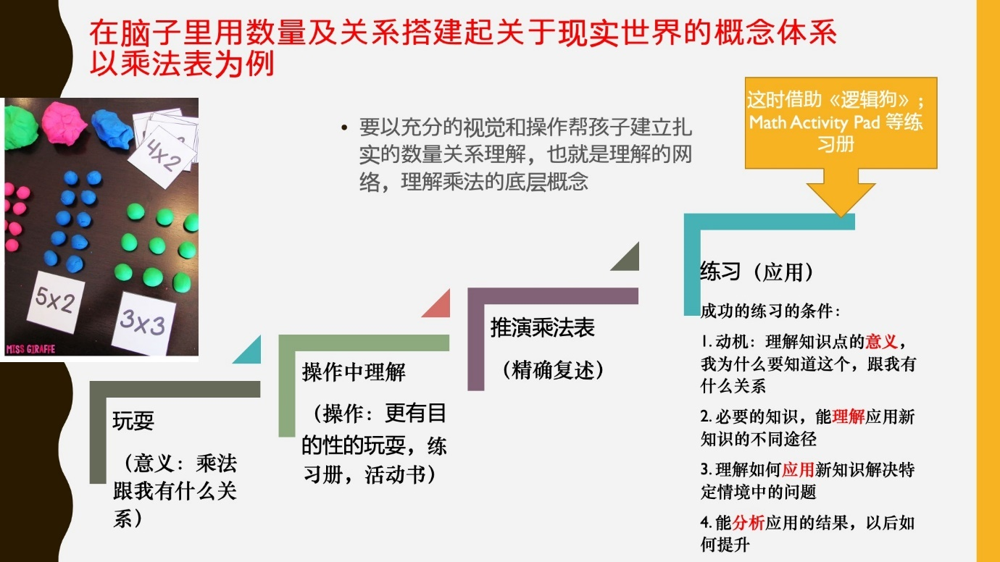 在脑子里用数量及关系搭建起关于现实世界的概念体系
以乘法表为例
4x2
5x2
3x3
MISS GIRAFFE
• 要以充分的视觉和操作帮孩子建立扎
实的数量关系理解，也就是理解的网
络，理解乘法的底层概念
这时借助《逻辑狗》；
Math Activity Pad 等练
习册
玩耍
（意义：乘法
跟我有什么关
系）
操作中理解
（操作：更有目
的性的玩耍，练
习册，活动书）
推演乘法表
（精确复述）
练习（应用）
成功的练习的条件：
1. 动机：理解知识点的意义，
我为什么要知道这个，跟我有
什么关系
2. 必要的知识，能理解应用新
知识的不同途径
3. 理解如何应用新知识解决特
定情境中的问题
4. 能分析应用的结果，以后如
何提升